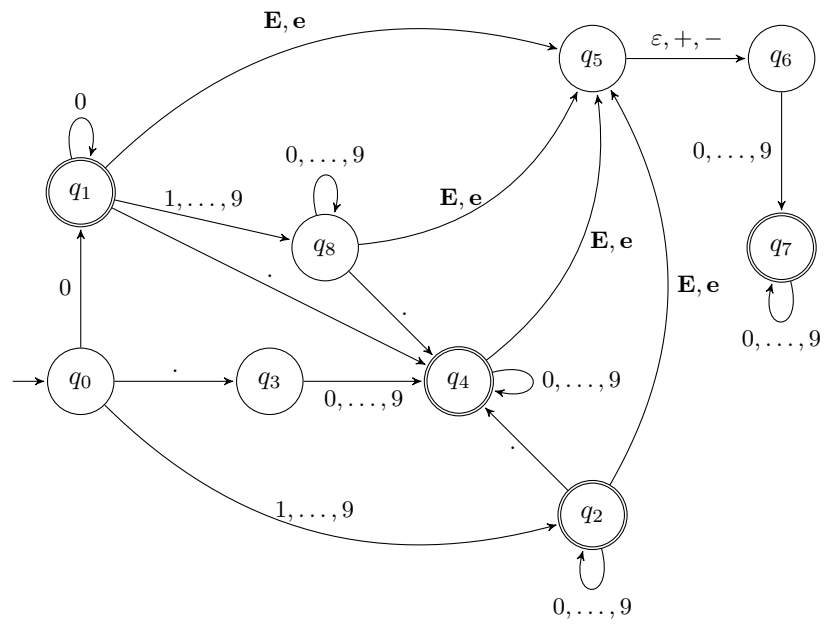 E, e
q5
ε, +, −
q6
0
0, . . . , 9
0, . . . , 9
q1
1, . . . , 9
E, e
q8
E, e
q7
.
0
.
E, e
0, . . . , 9
q0
.
q3
0, . . . , 9
q4
0, . . . , 9
.
1, . . . , 9
q2
0, . . . , 9